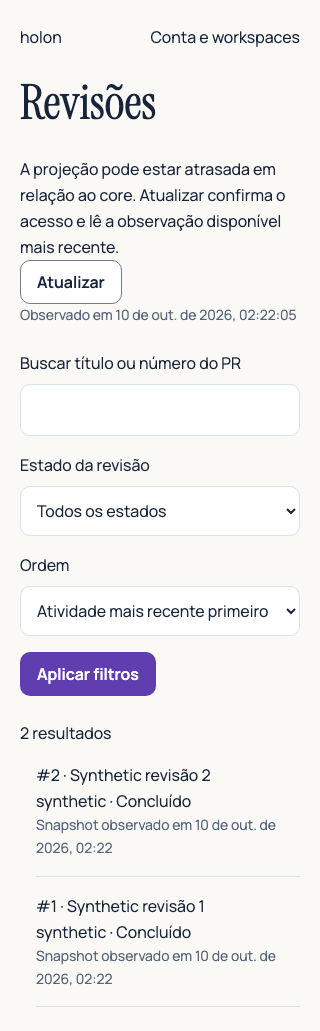 holon
Conta e workspaces
Revisões
A projeção pode estar atrasada em
relação ao core. Atualizar confirma o
acesso e lê a observação disponível
mais recente.
Atualizar
Observado em 10 de out. de 2026, 02:22:05
Buscar título ou número do PR
Estado da revisão
Todos os estados
Ordem
Atividade mais recente primeiro
Aplicar filtros
2 resultados
#2 · Synthetic revisão 2
synthetic · Concluído
Snapshot observado em 10 de out. de
2026, 02:22
#1 · Synthetic revisão 1
synthetic · Concluído
Snapshot observado em 10 de out. de
2026, 02:22